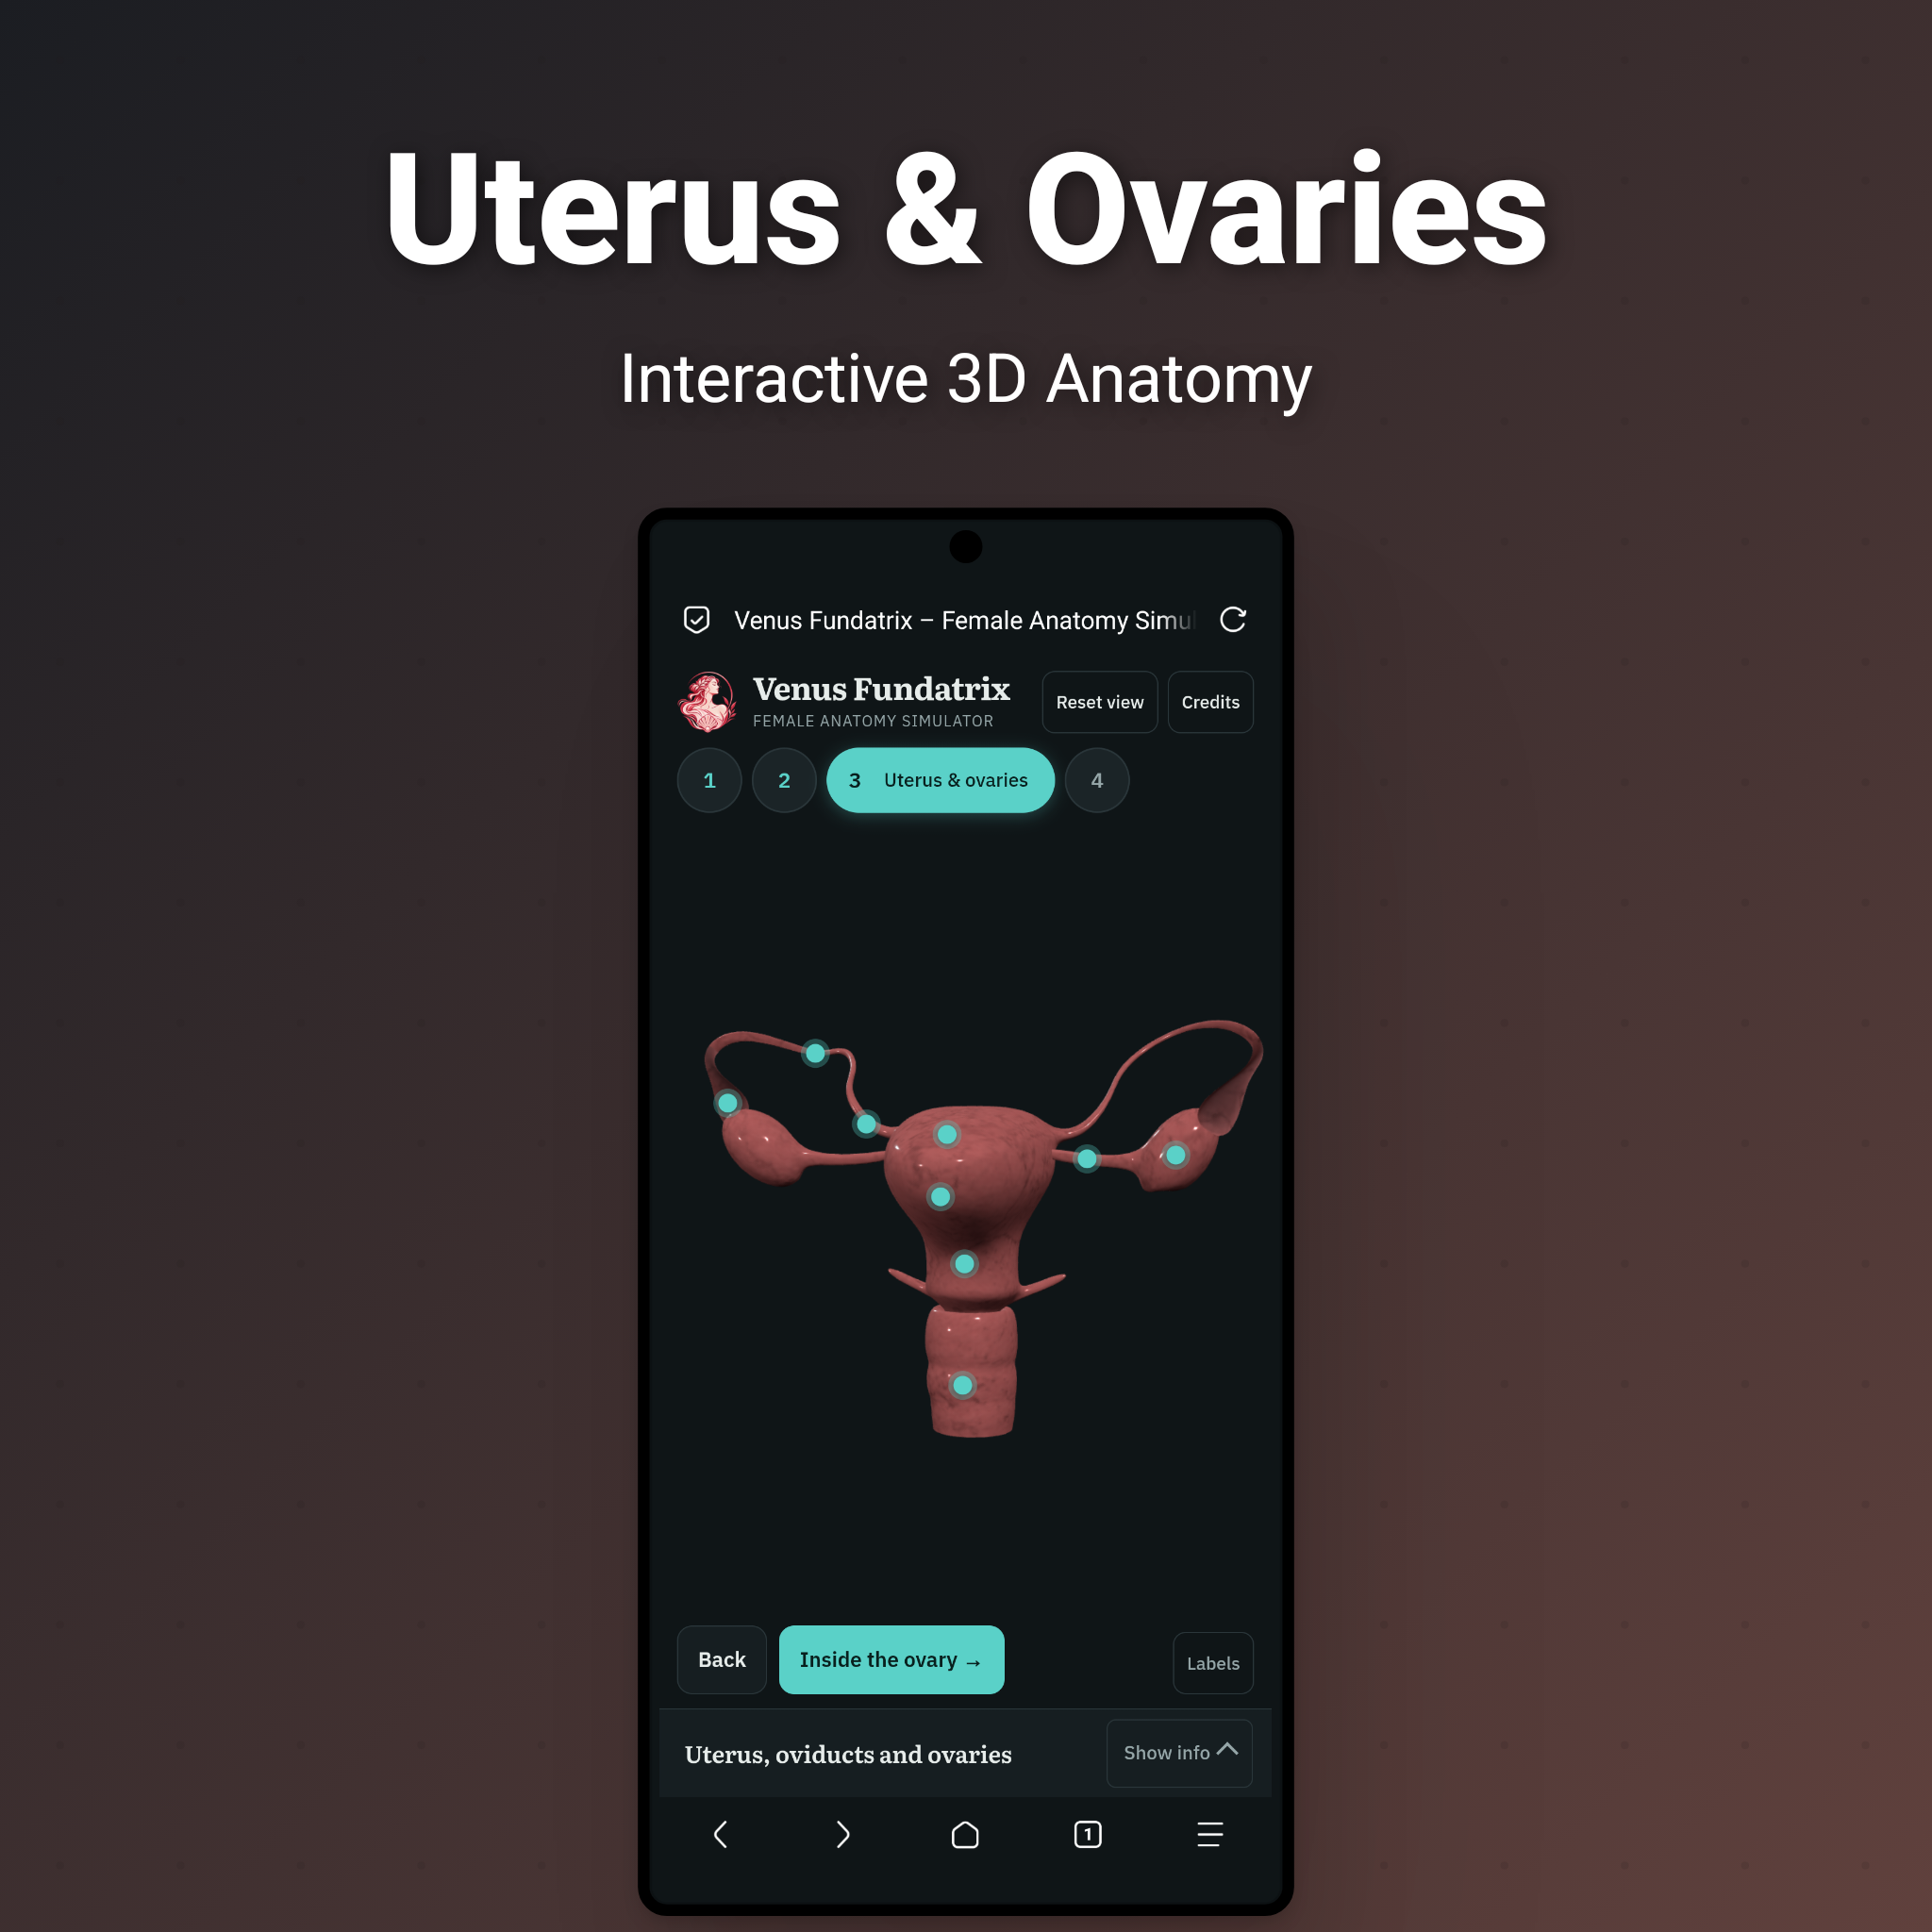 Uterus & Ovaries
Interactive 3D Anatomy
Venus Fundatrix – Female Anatomy Simul
Venus Fundatrix
FEMALE ANATOMY SIMULATOR
Reset view
Credits
1
2
3 Uterus & ovaries
4
Back
Inside the ovary →
Labels
Uterus, oviducts and ovaries
Show info
1